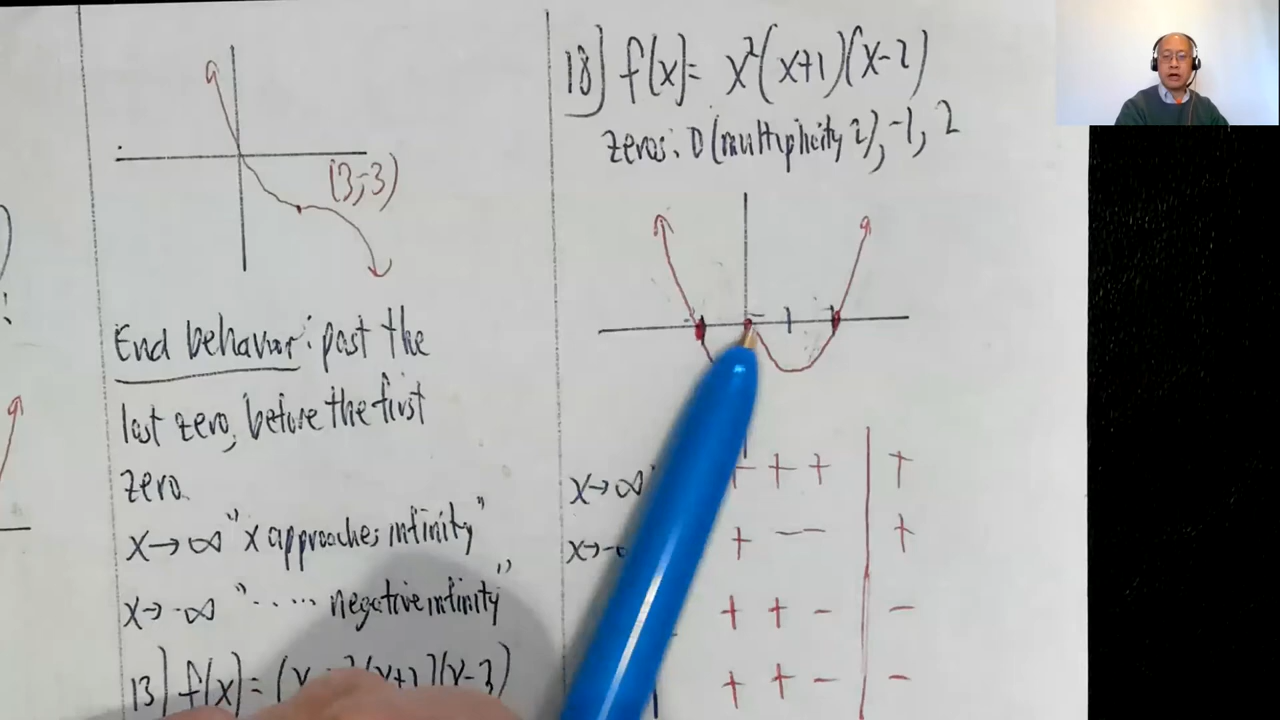 (3,-3)
End behavior: past the
last zero, before the first
zero.
x→∞ "x approaches infinity"
x→-∞ "..... negative infinity"
13) f(x)= (x
18) f(x)= x²(x+1)(x-2)
zeros: 0 (multiplicity 2), -1, 2
x→∞ + + + | +
x→-∞ + - - | +
+ + - | -
+ + - | -